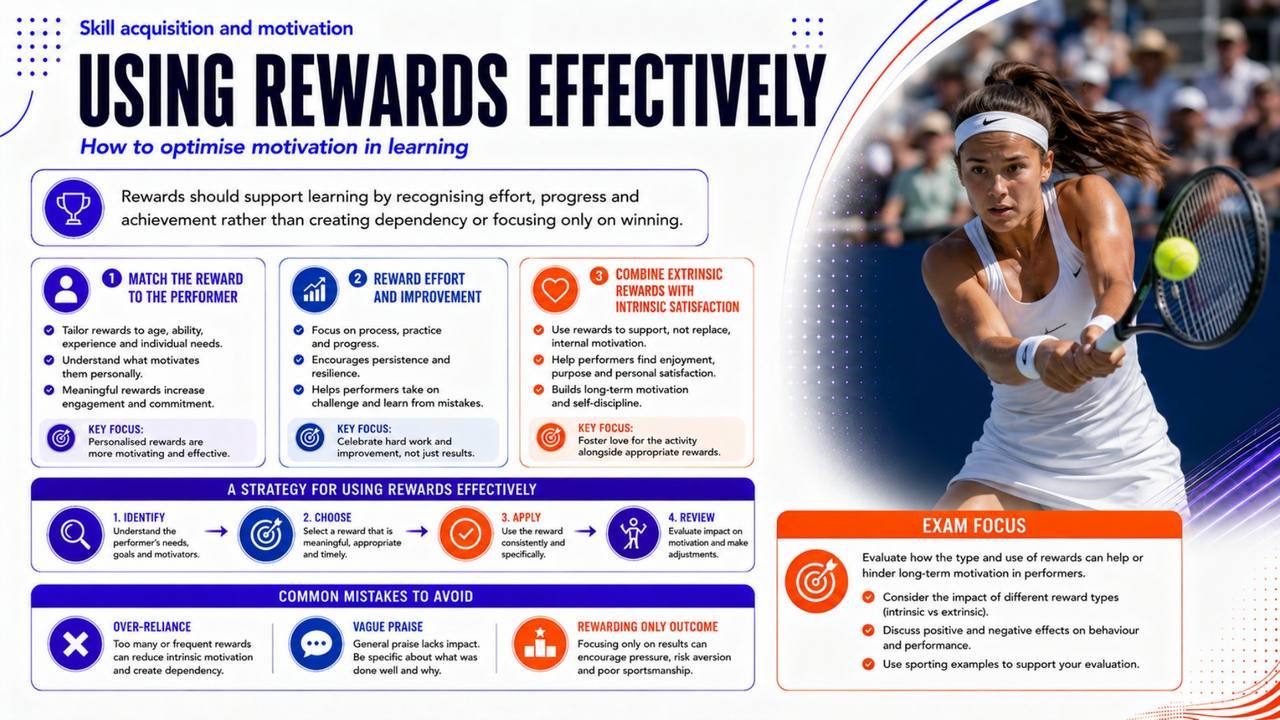 Skill acquisition and motivation
USING REWARDS EFFECTIVELY
How to optimise motivation in learning
Rewards should support learning by recognising effort, progress and
achievement rather than creating dependency or focusing only on winning.
1 MATCH THE REWARD
TO THE PERFORMER
Tailor rewards to age, ability,
experience and individual needs.
Understand what motivates
them personally.
Meaningful rewards increase
engagement and commitment.
KEY FOCUS:
Personalised rewards are
more motivating and effective.
2 REWARD EFFORT
AND IMPROVEMENT
Focus on process, practice
and progress.
Encourages persistence and
resilience.
Helps performers take on
challenge and learn from mistakes.
KEY FOCUS:
Celebrate hard work and
improvement, not just results.
3 COMBINE EXTRINSIC
REWARDS WITH
INTRINSIC SATISFACTION
Use rewards to support, not replace,
internal motivation.
Help performers find enjoyment,
purpose and personal satisfaction.
Builds long-term motivation
and self-discipline.
KEY FOCUS:
Foster love for the activity
alongside appropriate rewards.
A STRATEGY FOR USING REWARDS EFFECTIVELY
1. IDENTIFY
Understand the
performer's needs,
goals and motivators.
2. CHOOSE
Select a reward that is
meaningful, appropriate
and timely.
3. APPLY
Use the reward
consistently and
specifically.
4. REVIEW
Evaluate impact on
motivation and make
adjustments.
COMMON MISTAKES TO AVOID
OVER-RELIANCE
Too many or frequent rewards
can reduce intrinsic motivation
and create dependency.
VAGUE PRAISE
General praise lacks impact.
Be specific about what was
done well and why.
REWARDING ONLY OUTCOME
Focusing only on results can
encourage pressure, risk aversion
and poor sportsmanship.
EXAM FOCUS
Evaluate how the type and use of rewards can help or
hinder long-term motivation in performers.
Consider the impact of different reward types
(intrinsic vs extrinsic).
Discuss positive and negative effects on behaviour
and performance.
Use sporting examples to support your evaluation.